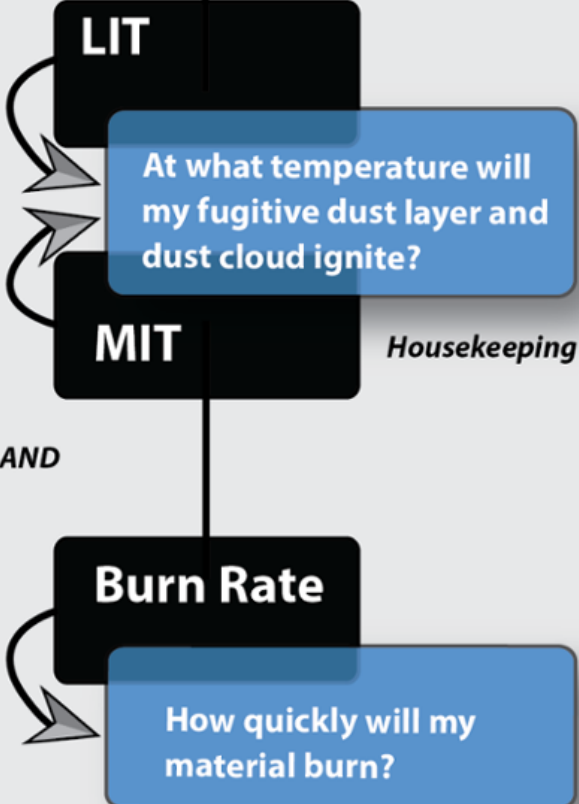 LIT
At what temperature will
my fugitive dust layer and
dust cloud ignite?
MIT
Housekeeping
AND
Burn Rate
How quickly will my
material burn?